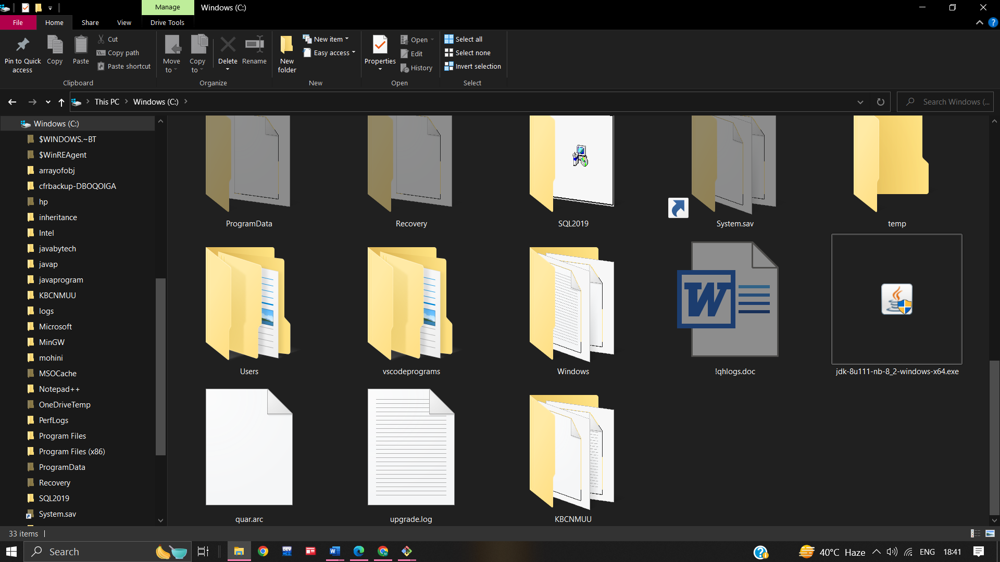 Manage
Windows (C:)
File
Home
Share
View
Drive Tools
Pin to Quick access
Copy
Paste
Cut
Copy path
Paste shortcut
Clipboard
Move to
Copy to
Delete
Rename
Organize
New folder
New item
Easy access
New
Properties
Open
Edit
History
Open
Select all
Select none
Invert selection
Select
This PC
Windows (C:)
Search Windows (...
Windows (C:)
$WINDOWS.~BT
$WinREAgent
arrayofobj
cfrbackup-DBOQOIGA
hp
inheritance
Intel
javabytech
javap
javaprogram
KBCNMUU
logs
Microsoft
MinGW
mohini
MSOCache
Notepad++
OneDriveTemp
PerfLogs
Program Files
Program Files (x86)
ProgramData
Recovery
SQL2019
System.sav
ProgramData
Recovery
SQL2019
System.sav
temp
Users
vscodeprograms
Windows
W
!qhlogs.doc
jdk-8u111-nb-8_2-windows-x64.exe
quar.arc
upgrade.log
KBCNMUU
33 items
Search
DEV
W
40°C Haze
ENG
18:41